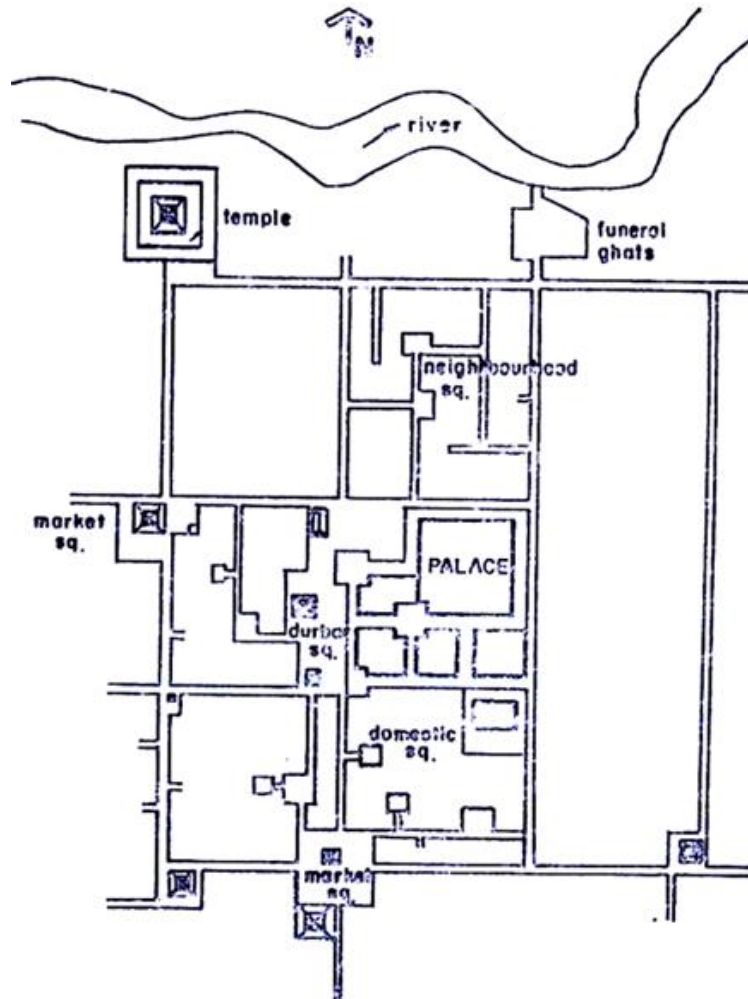 N
river
temple
funeral
ghats
neighbourhood
sq.
market
sq.
PALACE
durbar
sq.
domestic
sq.
market
sq.